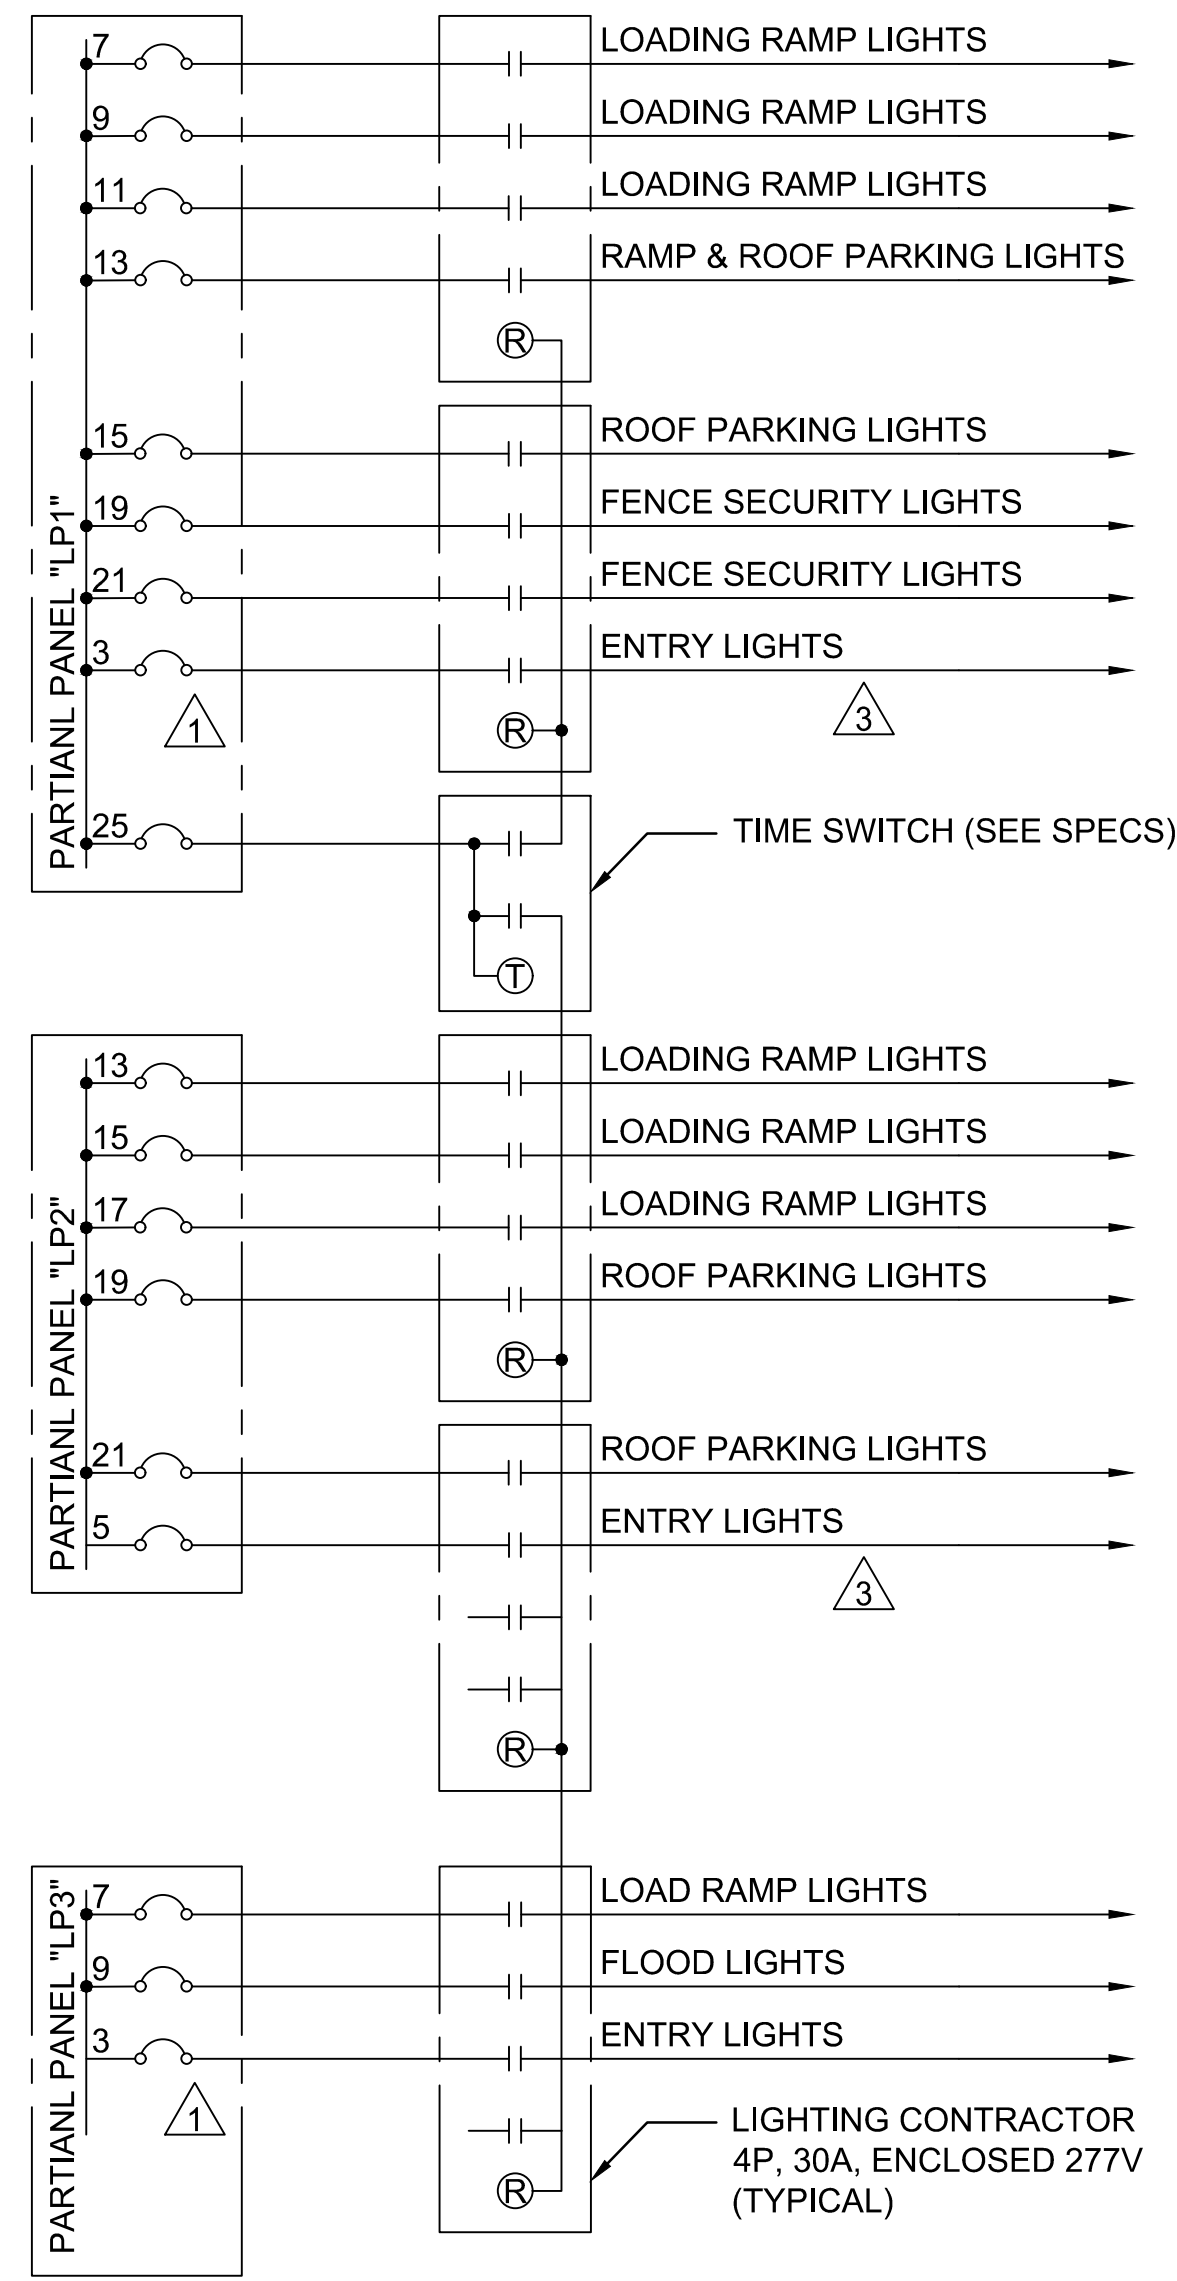 7 LOADING RAMP LIGHTS
9 LOADING RAMP LIGHTS
11 LOADING RAMP LIGHTS
13 RAMP & ROOF PARKING LIGHTS
R
15 ROOF PARKING LIGHTS
19 FENCE SECURITY LIGHTS
21 FENCE SECURITY LIGHTS
3 ENTRY LIGHTS
1 R 3
PARTIANL PANEL "LP1"
25 TIME SWITCH (SEE SPECS)
T
13 LOADING RAMP LIGHTS
15 LOADING RAMP LIGHTS
17 LOADING RAMP LIGHTS
19 ROOF PARKING LIGHTS
R
PARTIANL PANEL "LP2"
21 ROOF PARKING LIGHTS
5 ENTRY LIGHTS
3
R
7 LOAD RAMP LIGHTS
9 FLOOD LIGHTS
3 ENTRY LIGHTS
1
PARTIANL PANEL "LP3"
R
LIGHTING CONTRACTOR
4P, 30A, ENCLOSED 277V
(TYPICAL)